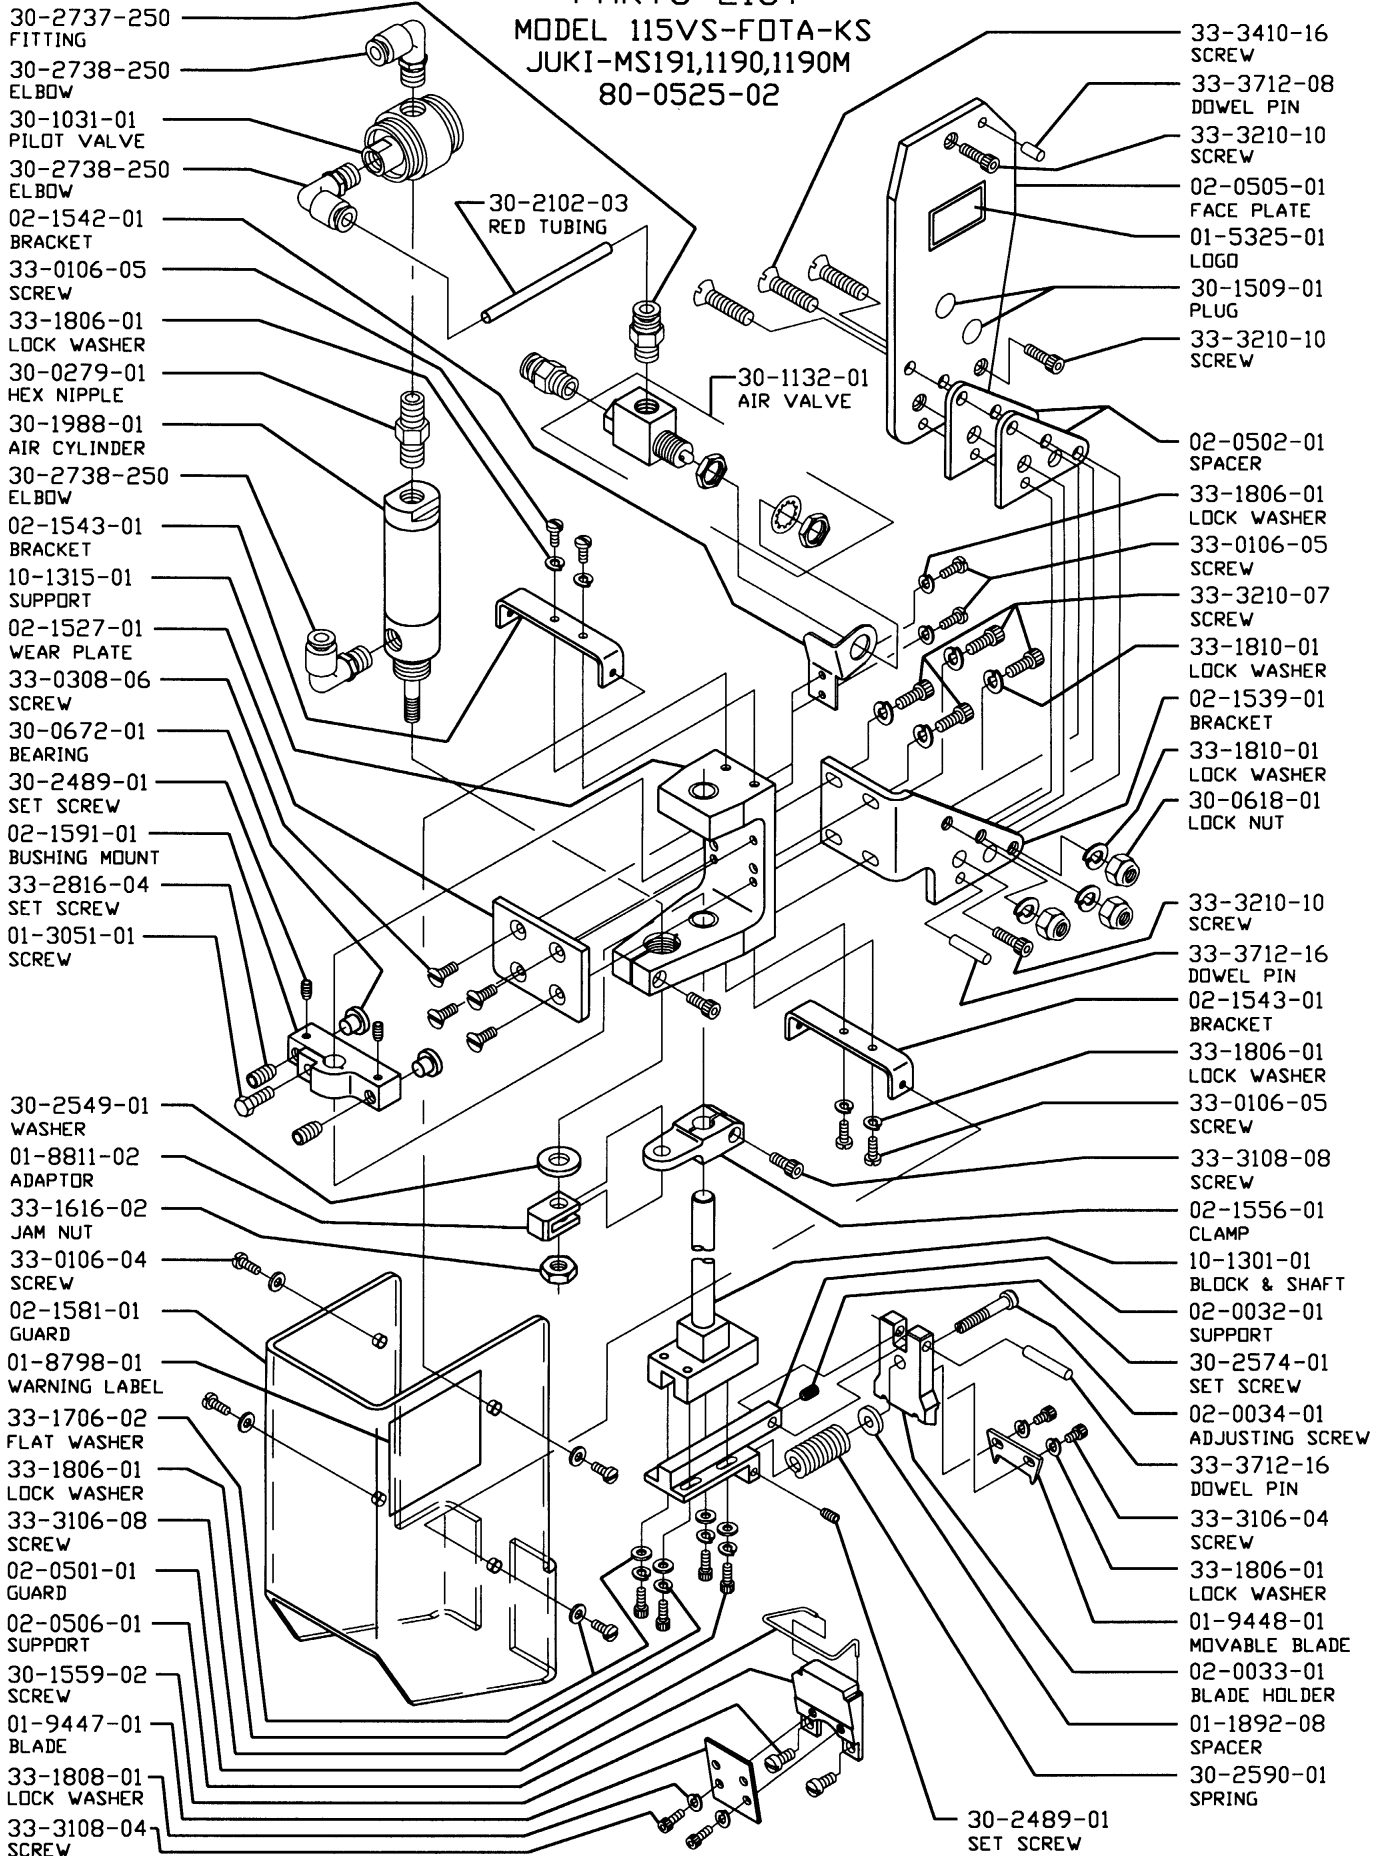 PARTS LIST
MODEL 115VS-FOTA-KS
JUKI-MS191,1190,1190M
80-0525-02
30-2737-250
FITTING
30-2738-250
ELBOW
30-1031-01
PILOT VALVE
30-2738-250
ELBOW
02-1542-01
BRACKET
33-0106-05
SCREW
33-1806-01
LOCK WASHER
30-0279-01
HEX NIPPLE
30-1988-01
AIR CYLINDER
30-2738-250
ELBOW
02-1543-01
BRACKET
10-1315-01
SUPPORT
02-1527-01
WEAR PLATE
33-0308-06
SCREW
30-0672-01
BEARING
30-2489-01
SET SCREW
02-1591-01
BUSHING MOUNT
33-2816-04
SET SCREW
01-3051-01
SCREW
30-2549-01
WASHER
01-8811-02
ADAPTOR
33-1616-02
JAM NUT
33-0106-04
SCREW
02-1581-01
GUARD
01-8798-01
WARNING LABEL
33-1706-02
FLAT WASHER
33-1806-01
LOCK WASHER
33-3106-08
SCREW
02-0501-01
GUARD
02-0506-01
SUPPORT
30-1559-02
SCREW
01-9447-01
BLADE
33-1808-01
LOCK WASHER
33-3108-04
SCREW
30-2102-03
RED TUBING
30-1132-01
AIR VALVE
33-3410-16
SCREW
33-3712-08
DOWEL PIN
33-3210-10
SCREW
02-0505-01
FACE PLATE
01-5325-01
LOGO
30-1509-01
PLUG
33-3210-10
SCREW
02-0502-01
SPACER
33-1806-01
LOCK WASHER
33-0106-05
SCREW
33-3210-07
SCREW
33-1810-01
LOCK WASHER
02-1539-01
BRACKET
33-1810-01
LOCK WASHER
30-0618-01
LOCK NUT
33-3210-10
SCREW
33-3712-16
DOWEL PIN
02-1543-01
BRACKET
33-1806-01
LOCK WASHER
33-0106-05
SCREW
33-3108-08
SCREW
02-1556-01
CLAMP
10-1301-01
BLOCK & SHAFT
02-0032-01
SUPPORT
30-2574-01
SET SCREW
02-0034-01
ADJUSTING SCREW
33-3712-16
DOWEL PIN
33-3106-04
SCREW
33-1806-01
LOCK WASHER
01-9448-01
MOVABLE BLADE
02-0033-01
BLADE HOLDER
01-1892-08
SPACER
30-2590-01
SPRING
30-2489-01
SET SCREW